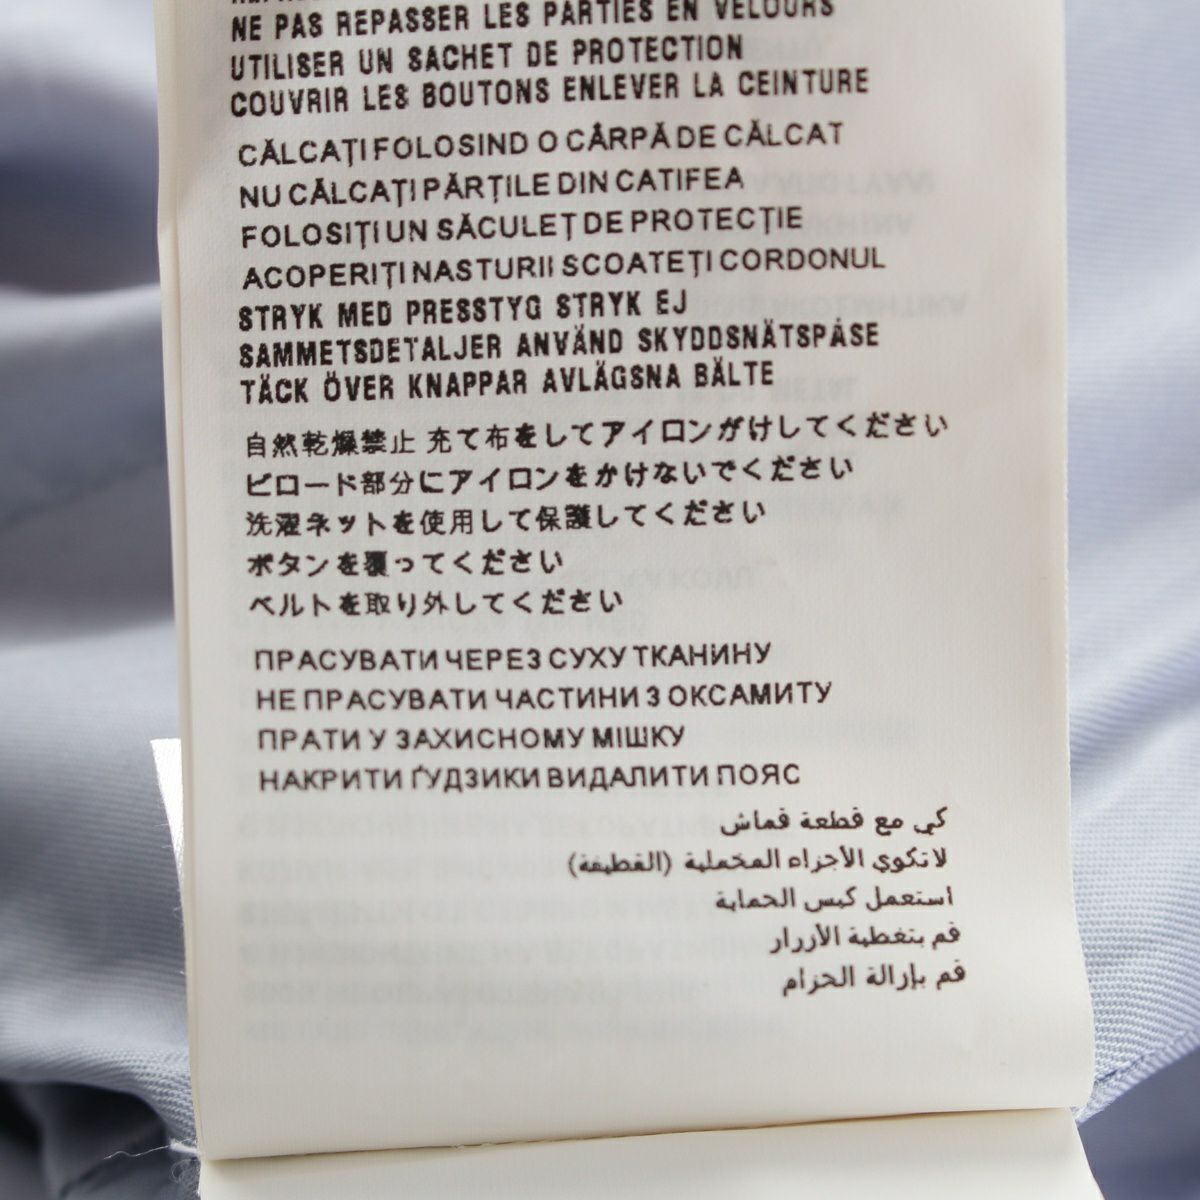 NE PAS REPASSER LES PARTIES EN VELOURS
UTILISER UN SACHET DE PROTECTION
COUVRIR LES BOUTONS ENLEVER LA CEINTURE
CĂLCAȚI FOLOSIND O CÂRPĂ DE CĂLCAT
NU CĂLCAȚI PĂRȚILE DIN CATIFEA
FOLOSIȚI UN SĂCULEȚ DE PROTECȚIE
ACOPERIȚI NASTURII SCOATEȚI CORDONUL
STRYK MED PRESSTYG STRYK EJ
SAMMETSDETALJER ANVÄND SKYDDSNÄTSPÅSE
TÄCK ÖVER KNAPPAR AVLÄGSNA BÄLTE
自然乾燥禁止 充て布をしてアイロンがけしてください
ビロード部分にアイロンをかけないでください
洗濯ネットを使用して保護してください
ボタンを覆ってください
ベルトを取り外してください
ПРАСУВАТИ ЧЕРЕЗ СУХУ ТКАНИНУ
НЕ ПРАСУВАТИ ЧАСТИНИ З ОКСАМИТУ
ПРАТИ У ЗАХИСНОМУ МІШКУ
НАКРИТИ ҐУДЗИКИ ВИДАЛИТИ ПОЯС
كي مع قطعة قماش
لا تكوي الأجزاء المخملية (القطيفة)
استعمل كيس الحماية
قم بتغطية الأزرار
قم بإزالة الحزام